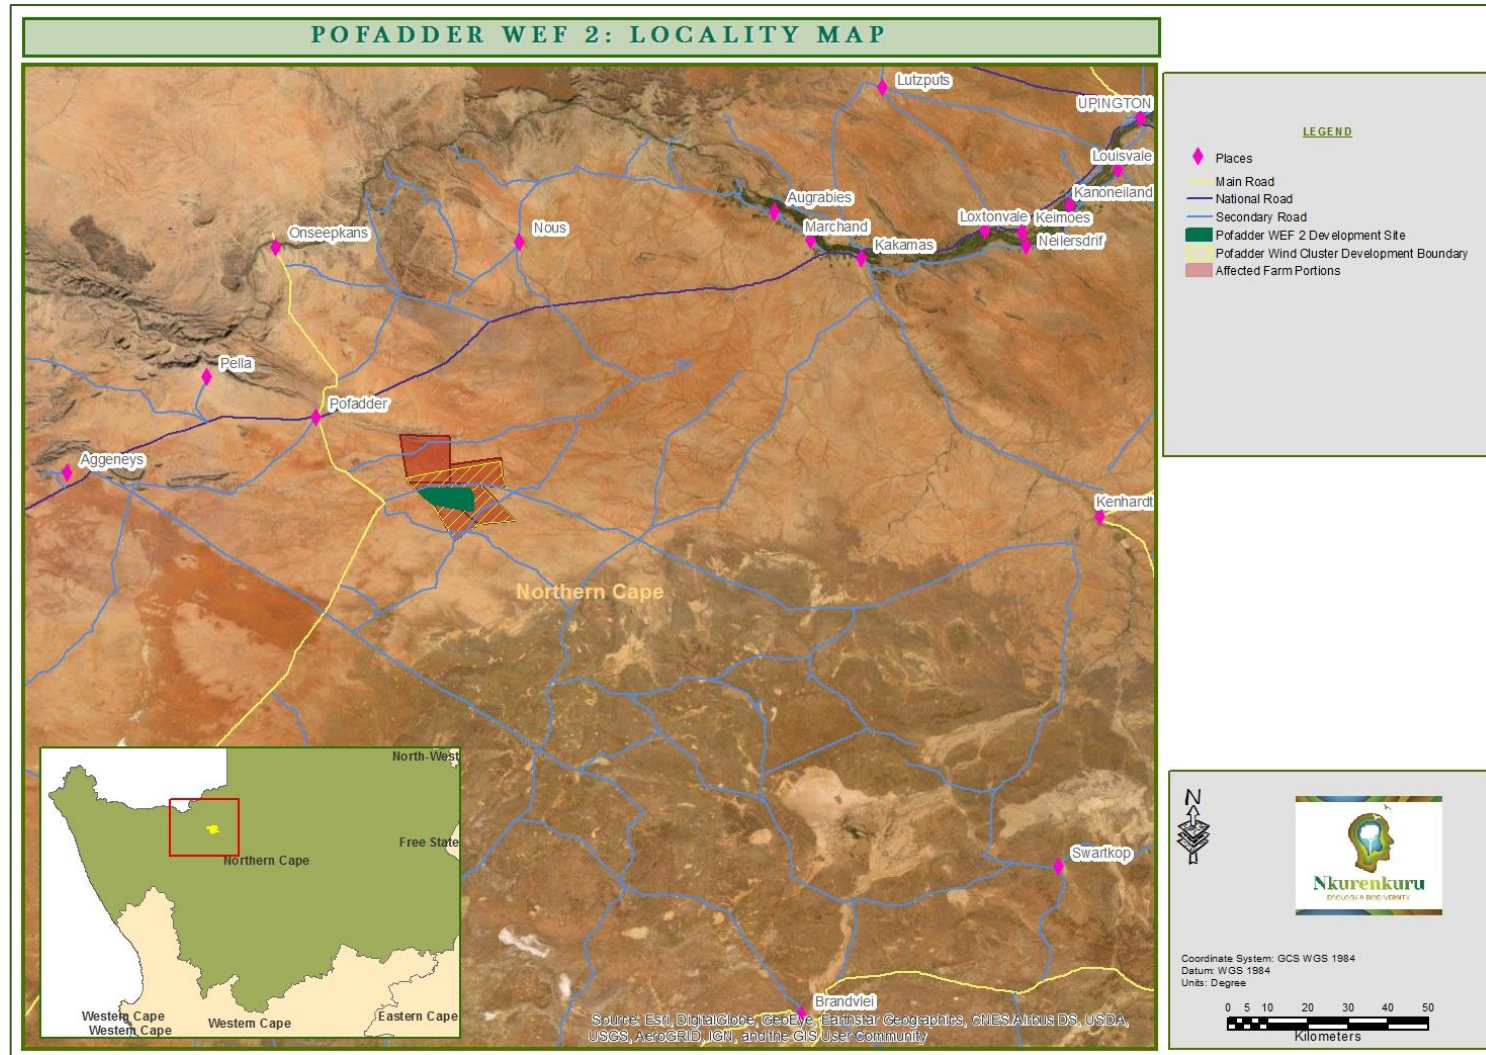 POFADDER WEF 2: LOCALITY MAP
Lutzputs
UPINGTON
Louisvale
Kanoneiland
Augrabies
Loxtonvale
Keimoes
Marchand
Neilersdrif
Onseepkans
Nous
Kakamas
Pella
Pofadder
Aggeneys
Kenhardt
Northern Cape
Swartkop
Brandvlei
Source: Esri, DigitalGlobe, GeoEye, Earthstar Geographics, CNES/Airbus DS, USDA,
USGS, AeroGRID, IGN, and the GIS User Community
North-West
Free State
Northern Cape
Western Cape
Western Cape
Western Cape
Eastern Cape
LEGEND
Places
Main Road
National Road
Secondary Road
Pofadder WEF 2 Development Site
Pofadder Wind Cluster Development Boundary
Affected Farm Portions
N
Nkurenkuru
ECOLOGY & BIODIVERSITY
Coordinate System: GCS WGS 1984
Datum: WGS 1984
Units: Degree
0 5 10 20 30 40 50
Kilometers